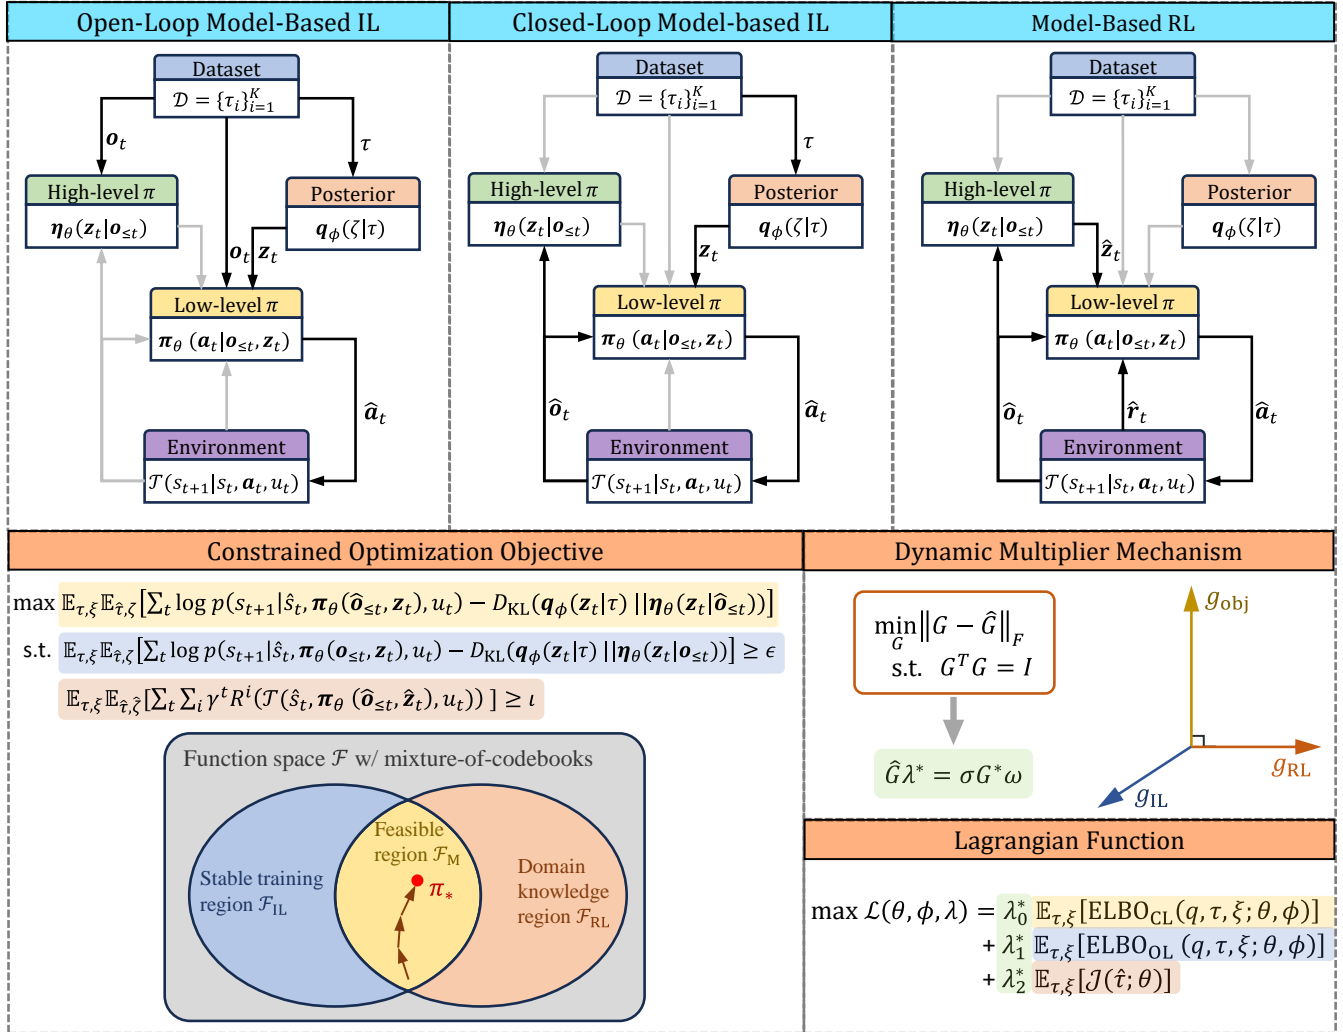 Open-Loop Model-Based IL
Dataset
𝒟 = {τ_i}_{i=1}^K
o_t
τ
High-level π
η_θ(z_t|o_{≤t})
Posterior
q_ϕ(ζ|τ)
o_t
z_t
Low-level π
π_θ (a_t|o_{≤t}, z_t)
â_t
Environment
𝒯(s_{t+1}|s_t, a_t, u_t)
Closed-Loop Model-based IL
Dataset
𝒟 = {τ_i}_{i=1}^K
τ
High-level π
η_θ(z_t|o_{≤t})
Posterior
q_ϕ(ζ|τ)
z_t
Low-level π
π_θ (a_t|o_{≤t}, z_t)
ô_t
â_t
Environment
𝒯(s_{t+1}|s_t, a_t, u_t)
Model-Based RL
Dataset
𝒟 = {τ_i}_{i=1}^K
High-level π
η_θ(z_t|o_{≤t})
Posterior
q_ϕ(ζ|τ)
ẑ_t
Low-level π
π_θ (a_t|o_{≤t}, z_t)
ô_t
r̂_t
â_t
Environment
𝒯(s_{t+1}|s_t, a_t, u_t)
Constrained Optimization Objective
max 𝔼_{τ,ξ}𝔼_{τ̂,ζ}[∑_t log p(s_{t+1}|ŝ_t, π_θ(ô_{≤t}, z_t), u_t) − D_KL(q_ϕ(z_t|τ) ||η_θ(z_t|ô_{≤t}))]
s.t. 𝔼_{τ,ξ}𝔼_{τ̂,ζ}[∑_t log p(s_{t+1}|ŝ_t, π_θ(o_{≤t}, z_t), u_t) − D_KL(q_ϕ(z_t|τ) ||η_θ(z_t|o_{≤t}))] ≥ ϵ
𝔼_{τ,ξ}𝔼_{τ̂,ζ̂}[∑_t ∑_i γ^t R^i(𝒯(ŝ_t, π_θ (ô_{≤t}, ẑ_t), u_t)) ] ≥ ι
Function space ℱ w/ mixture-of-codebooks
Feasible
region ℱ_M
π_*
Stable training
region ℱ_IL
Domain
knowledge
region ℱ_RL
Dynamic Multiplier Mechanism
min_G ‖G − Ĝ‖_F
s.t. G^T G = I
Ĝλ* = σG*ω
g_obj
g_RL
g_IL
Lagrangian Function
max ℒ(θ, ϕ, λ) = λ_0^* 𝔼_{τ,ξ}[ELBO_CL(q, τ, ξ; θ, ϕ)]
+ λ_1^* 𝔼_{τ,ξ}[ELBO_OL (q, τ, ξ; θ, ϕ)]
+ λ_2^* 𝔼_{τ,ξ}[𝒥(τ̂; θ)]